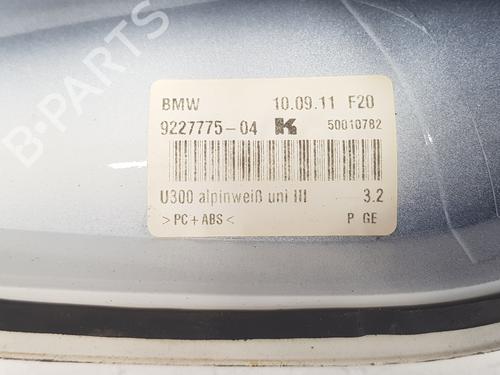 B-PARTS
BMW 10.09.11 F20
9227775-04 K 50010782
U300 alpinweiß uni III 3.2
>PC+ABS< P GE